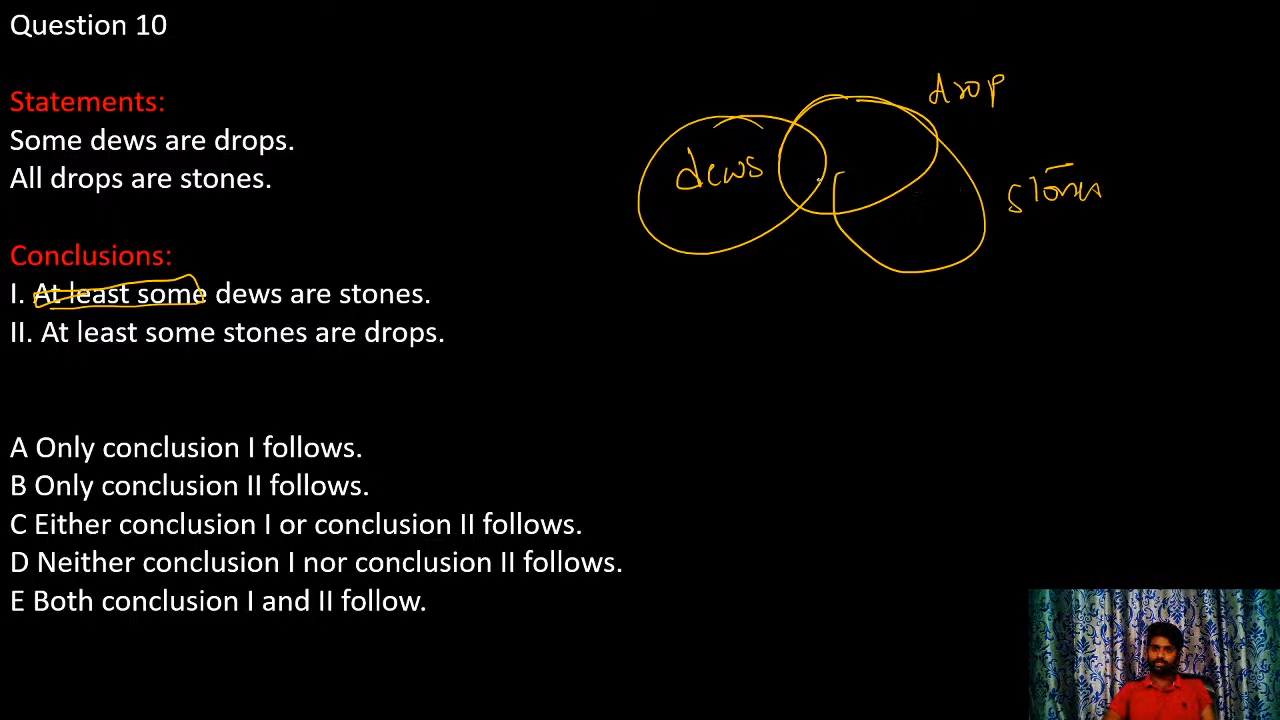 Question 10
Statements:
Some dews are drops.
All drops are stones.
Conclusions:
I. At least some dews are stones.
II. At least some stones are drops.
A Only conclusion I follows.
B Only conclusion II follows.
C Either conclusion I or conclusion II follows.
D Neither conclusion I nor conclusion II follows.
E Both conclusion I and II follow.
drop
dews
stones